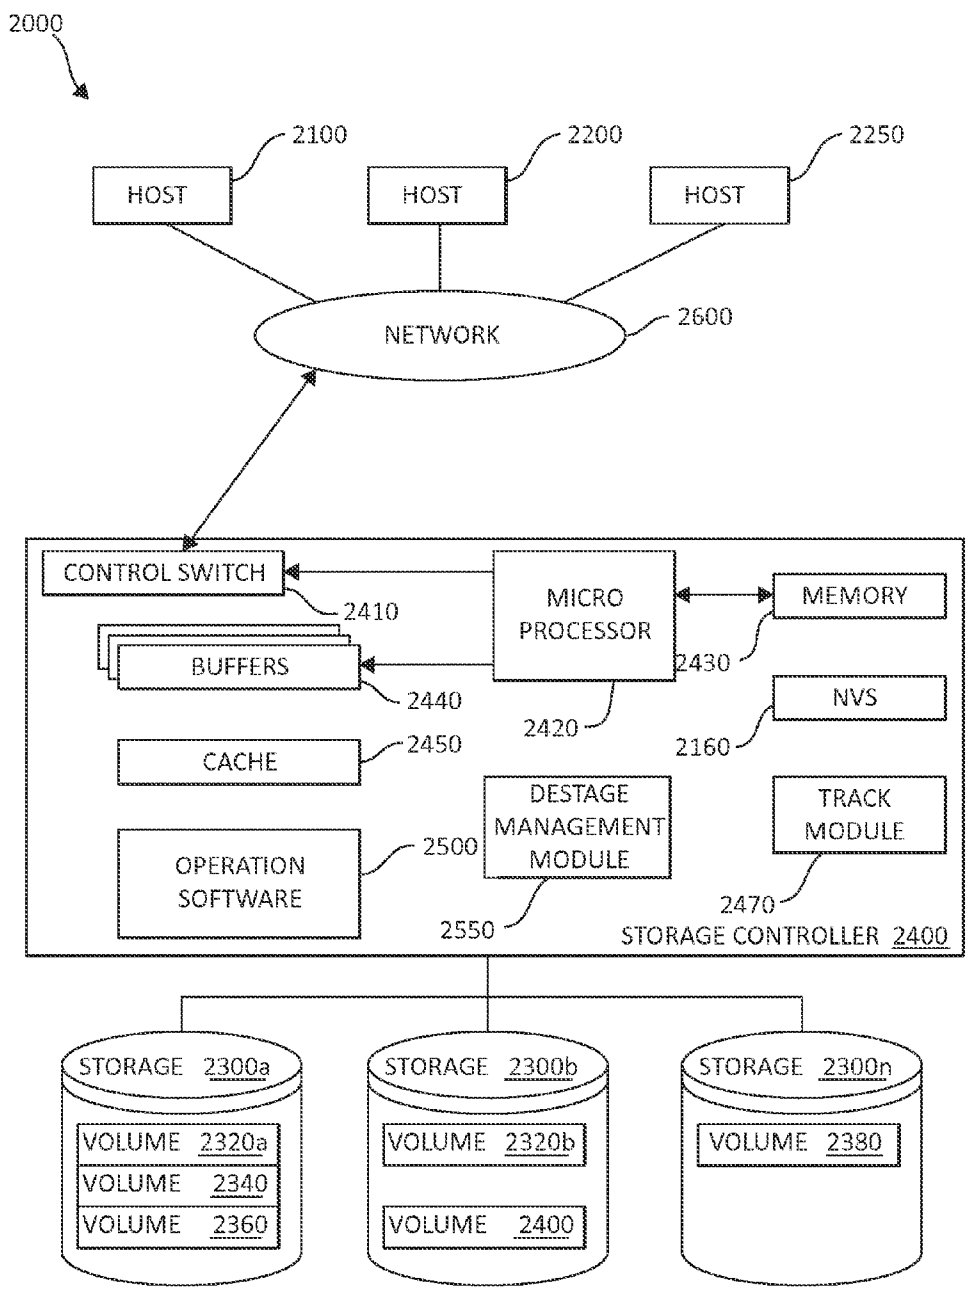 2000
2100
2200
2250
HOST
HOST
HOST
2600
NETWORK
CONTROL SWITCH
2410
MICRO
PROCESSOR
MEMORY
2430
BUFFERS
2440
2420
NVS
2160
CACHE
2450
DESTAGE
MANAGEMENT
MODULE
TRACK
MODULE
OPERATION
SOFTWARE
2500
2550
2470
STORAGE CONTROLLER 2400
STORAGE 2300a
VOLUME 2320a
VOLUME 2340
VOLUME 2360
STORAGE 2300b
VOLUME 2320b
VOLUME 2400
STORAGE 2300n
VOLUME 2380